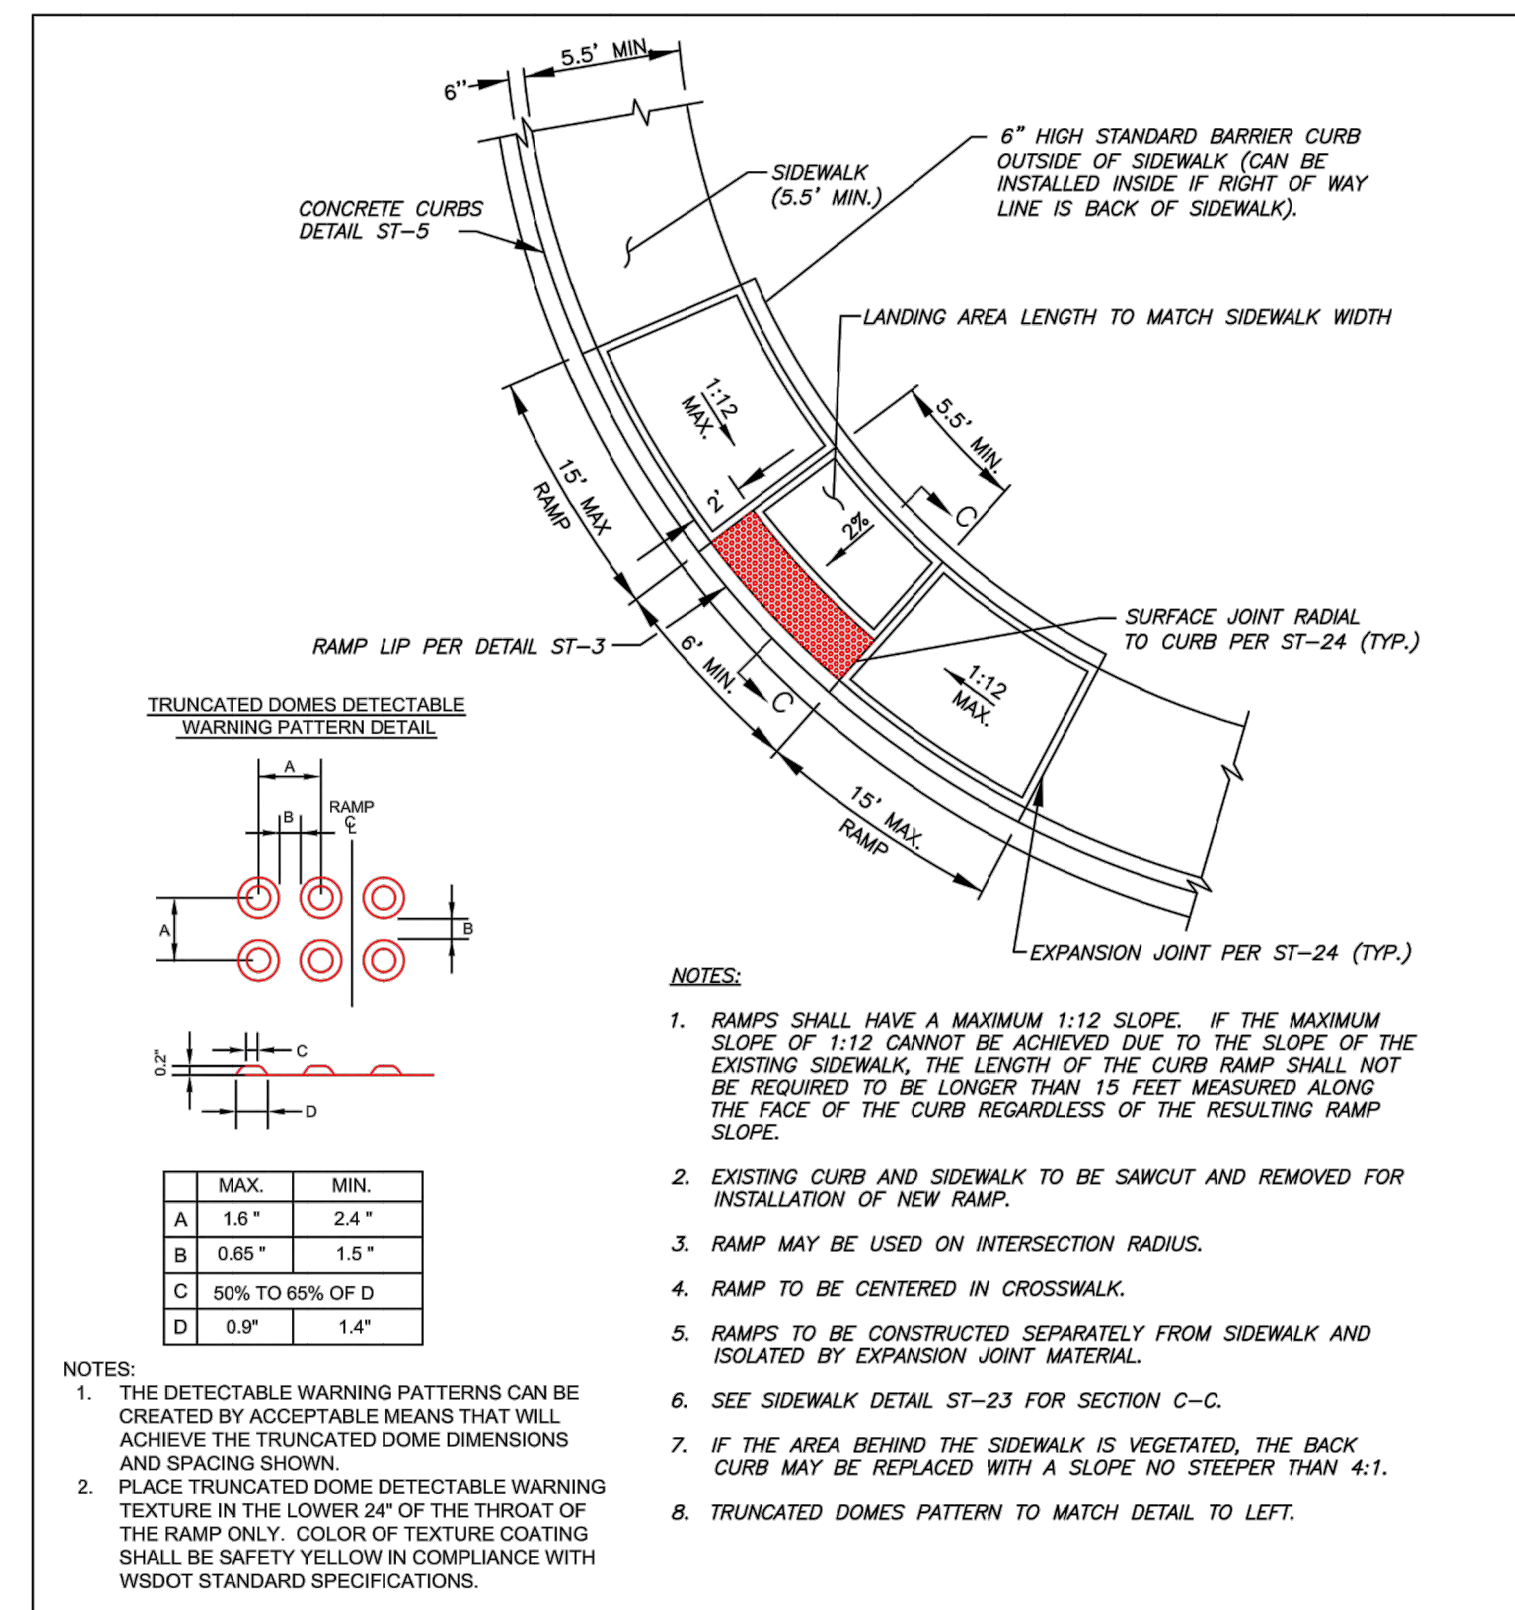 5.5' MIN.
6"
6" HIGH STANDARD BARRIER CURB
OUTSIDE OF SIDEWALK (CAN BE
INSTALLED INSIDE IF RIGHT OF WAY
LINE IS BACK OF SIDEWALK).
SIDEWALK
(5.5' MIN.)
CONCRETE CURBS
DETAIL ST-5
LANDING AREA LENGTH TO MATCH SIDEWALK WIDTH
1:12
MAX.
5.5' MIN.
15' MAX
RAMP
2'
2%
C
SURFACE JOINT RADIAL
TO CURB PER ST-24 (TYP.)
RAMP LIP PER DETAIL ST-3
6' MIN.
C
1:12
MAX.
15' MAX.
RAMP
EXPANSION JOINT PER ST-24 (TYP.)
TRUNCATED DOMES DETECTABLE
WARNING PATTERN DETAIL
A
B
RAMP
℄
A
B
0.2"
C
D
MAX. MIN.
A 1.6 " 2.4 "
B 0.65 " 1.5 "
C 50% TO 65% OF D
D 0.9" 1.4"
NOTES:
1. THE DETECTABLE WARNING PATTERNS CAN BE
CREATED BY ACCEPTABLE MEANS THAT WILL
ACHIEVE THE TRUNCATED DOME DIMENSIONS
AND SPACING SHOWN.
2. PLACE TRUNCATED DOME DETECTABLE WARNING
TEXTURE IN THE LOWER 24" OF THE THROAT OF
THE RAMP ONLY. COLOR OF TEXTURE COATING
SHALL BE SAFETY YELLOW IN COMPLIANCE WITH
WSDOT STANDARD SPECIFICATIONS.
NOTES:
1. RAMPS SHALL HAVE A MAXIMUM 1:12 SLOPE. IF THE MAXIMUM
SLOPE OF 1:12 CANNOT BE ACHIEVED DUE TO THE SLOPE OF THE
EXISTING SIDEWALK, THE LENGTH OF THE CURB RAMP SHALL NOT
BE REQUIRED TO BE LONGER THAN 15 FEET MEASURED ALONG
THE FACE OF THE CURB REGARDLESS OF THE RESULTING RAMP
SLOPE.
2. EXISTING CURB AND SIDEWALK TO BE SAWCUT AND REMOVED FOR
INSTALLATION OF NEW RAMP.
3. RAMP MAY BE USED ON INTERSECTION RADIUS.
4. RAMP TO BE CENTERED IN CROSSWALK.
5. RAMPS TO BE CONSTRUCTED SEPARATELY FROM SIDEWALK AND
ISOLATED BY EXPANSION JOINT MATERIAL.
6. SEE SIDEWALK DETAIL ST-23 FOR SECTION C-C.
7. IF THE AREA BEHIND THE SIDEWALK IS VEGETATED, THE BACK
CURB MAY BE REPLACED WITH A SLOPE NO STEEPER THAN 4:1.
8. TRUNCATED DOMES PATTERN TO MATCH DETAIL TO LEFT.